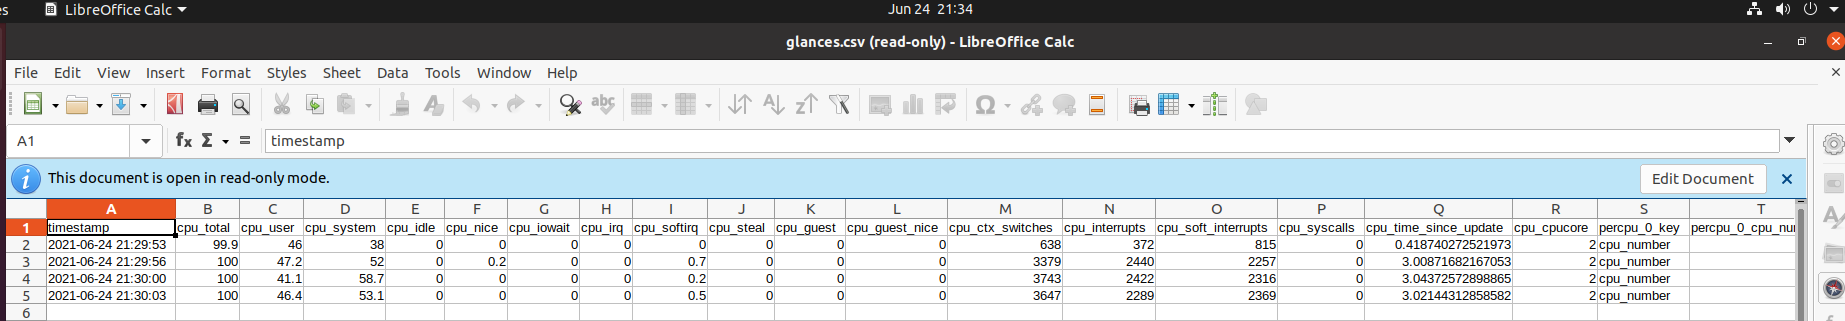 es LibreOffice Calc Jun 24 21:34
glances.csv (read-only) - LibreOffice Calc
File Edit View Insert Format Styles Sheet Data Tools Window Help
A1 fx Σ = timestamp
This document is open in read-only mode. Edit Document
A B C D E F G H I J K L M N O P Q R S T
1 timestamp cpu_total cpu_user cpu_system cpu_idle cpu_nice cpu_iowait cpu_irq cpu_softirq cpu_steal cpu_guest cpu_guest_nice cpu_ctx_switches cpu_interrupts cpu_soft_interrupts cpu_syscalls cpu_time_since_update cpu_cpucore percpu_0_key percpu_0_cpu_num
2 2021-06-24 21:29:53 99.9 46 38 0 0 0 0 0 0 0 0 638 372 815 0 0.418740272521973 2 cpu_number
3 2021-06-24 21:29:56 100 47.2 52 0 0.2 0 0 0.7 0 0 0 3379 2440 2257 0 3.00871682167053 2 cpu_number
4 2021-06-24 21:30:00 100 41.1 58.7 0 0 0 0 0.2 0 0 0 3743 2422 2316 0 3.04372572898865 2 cpu_number
5 2021-06-24 21:30:03 100 46.4 53.1 0 0 0 0 0.5 0 0 0 3647 2289 2369 0 3.02144312858582 2 cpu_number
6